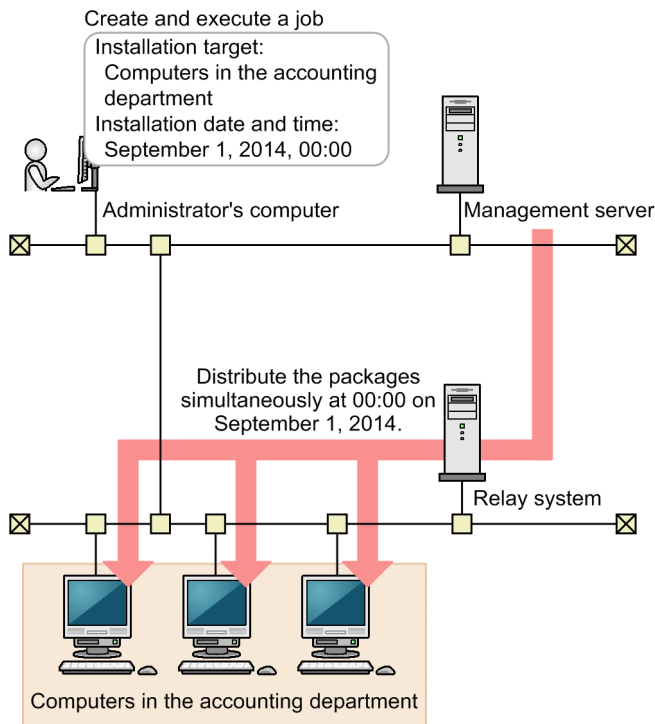 Create and execute a job
Installation target:
Computers in the accounting
department
Installation date and time:
September 1, 2014, 00:00
Administrator's computer
Management server
Distribute the packages
simultaneously at 00:00 on
September 1, 2014.
Relay system
Computers in the accounting department